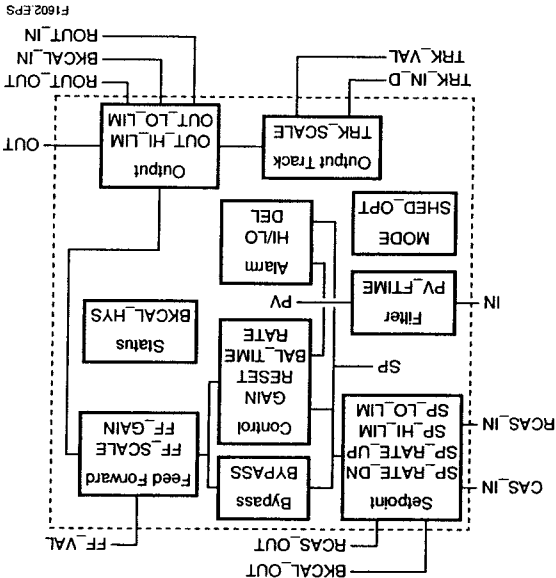 BKCAL_OUT
RCAS_OUT
FF_VAL
CAS_IN
RCAS_IN
Setpoint
SP_RATE_DN
SP_RATE_UP
SP_HI_LIM
SP_LO_LIM
Bypass
BYPASS
Feed Forward
FF_SCALE
FF_GAIN
Control
GAIN
RESET
BAL_TIME
RATE
SP
Status
BKCAL_HYS
IN
Filter
PV_FTIME
PV
MODE
SHED_OPT
Alarm
HI/LO
DEL
Output Track
TRK_SCALE
Output
OUT_HI_LIM
OUT_LO_LIM
OUT
TRK_IN_D
TRK_VAL
ROUT_OUT
BKCAL_IN
ROUT_IN
F1602.EPS